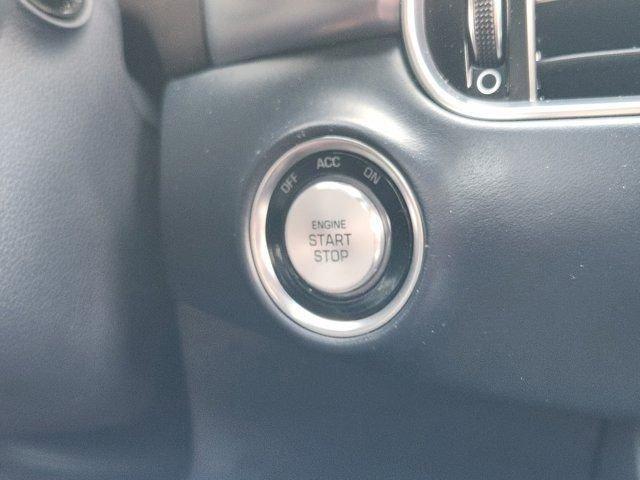 OFF ACC ON
ENGINE
START
STOP